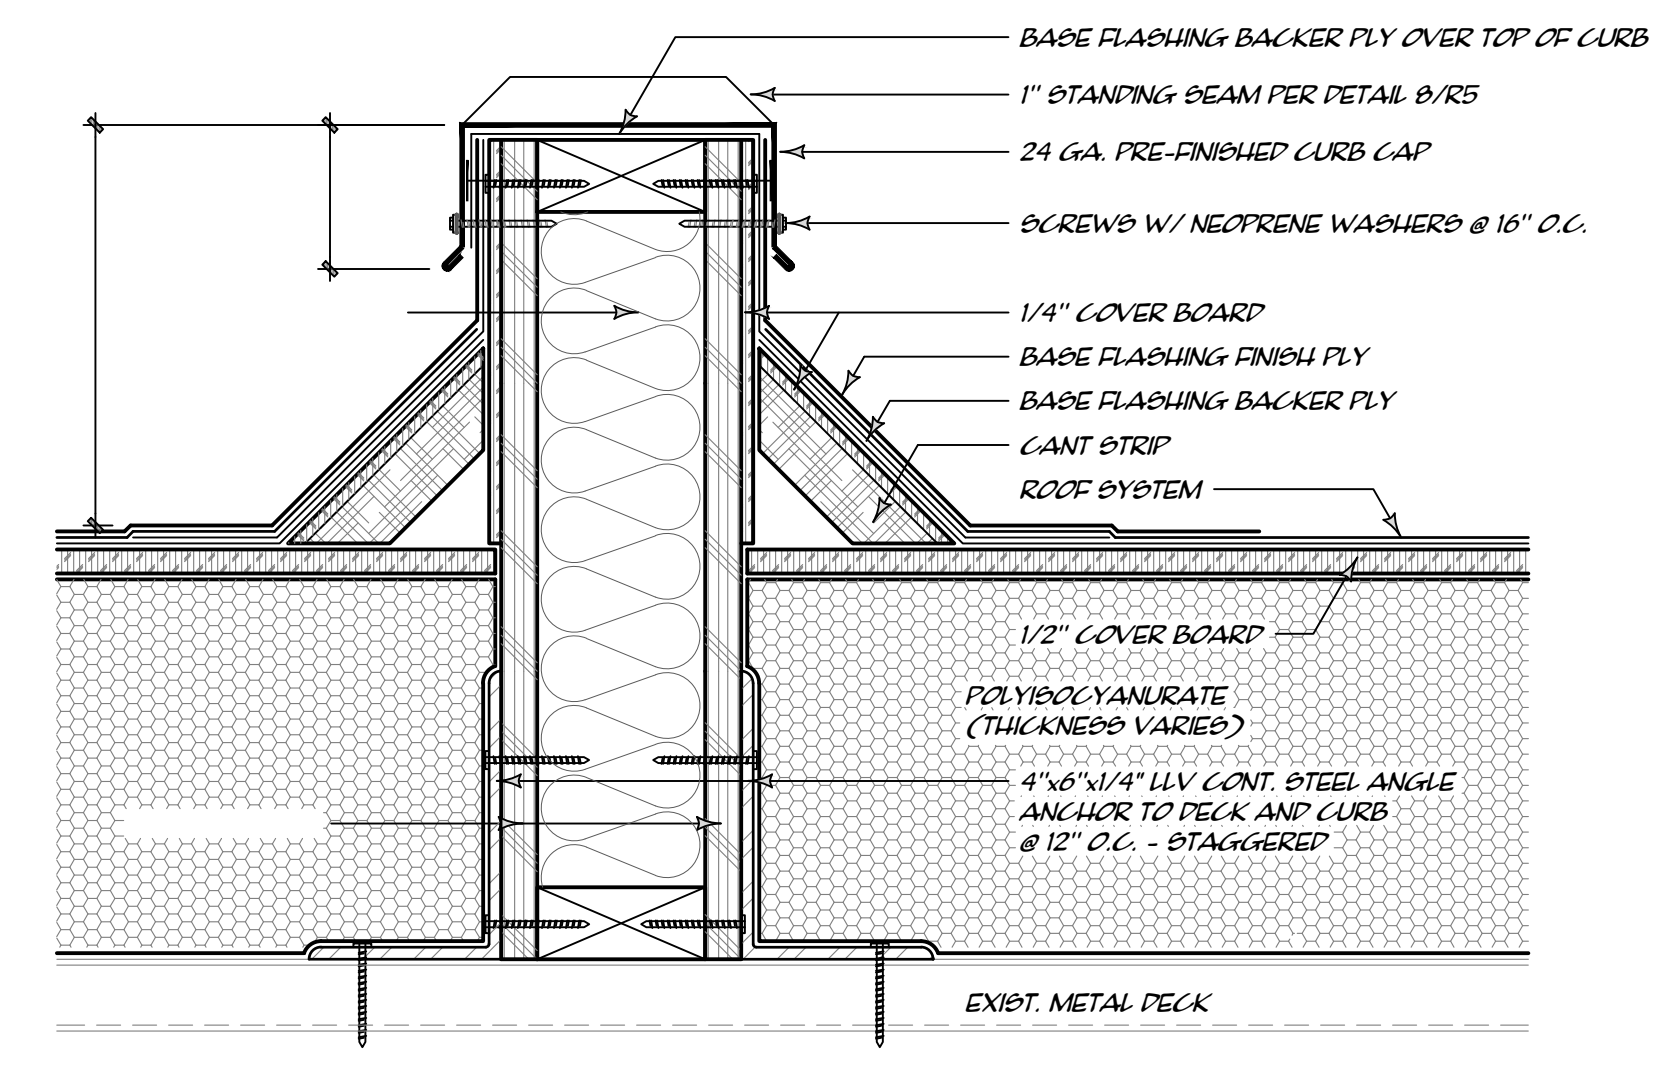 BASE FLASHING BACKER PLY OVER TOP OF CURB
1" STANDING SEAM PER DETAIL 8/R5
24 GA. PRE-FINISHED CURB CAP
SCREWS W/ NEOPRENE WASHERS @ 16" O.C.
1/4" COVER BOARD
BASE FLASHING FINISH PLY
BASE FLASHING BACKER PLY
CANT STRIP
ROOF SYSTEM
1/2" COVER BOARD
POLYISOCYANURATE
(THICKNESS VARIES)
4"x6"x1/4" LLV CONT. STEEL ANGLE
ANCHOR TO DECK AND CURB
@ 12" O.C. - STAGGERED
EXIST. METAL DECK